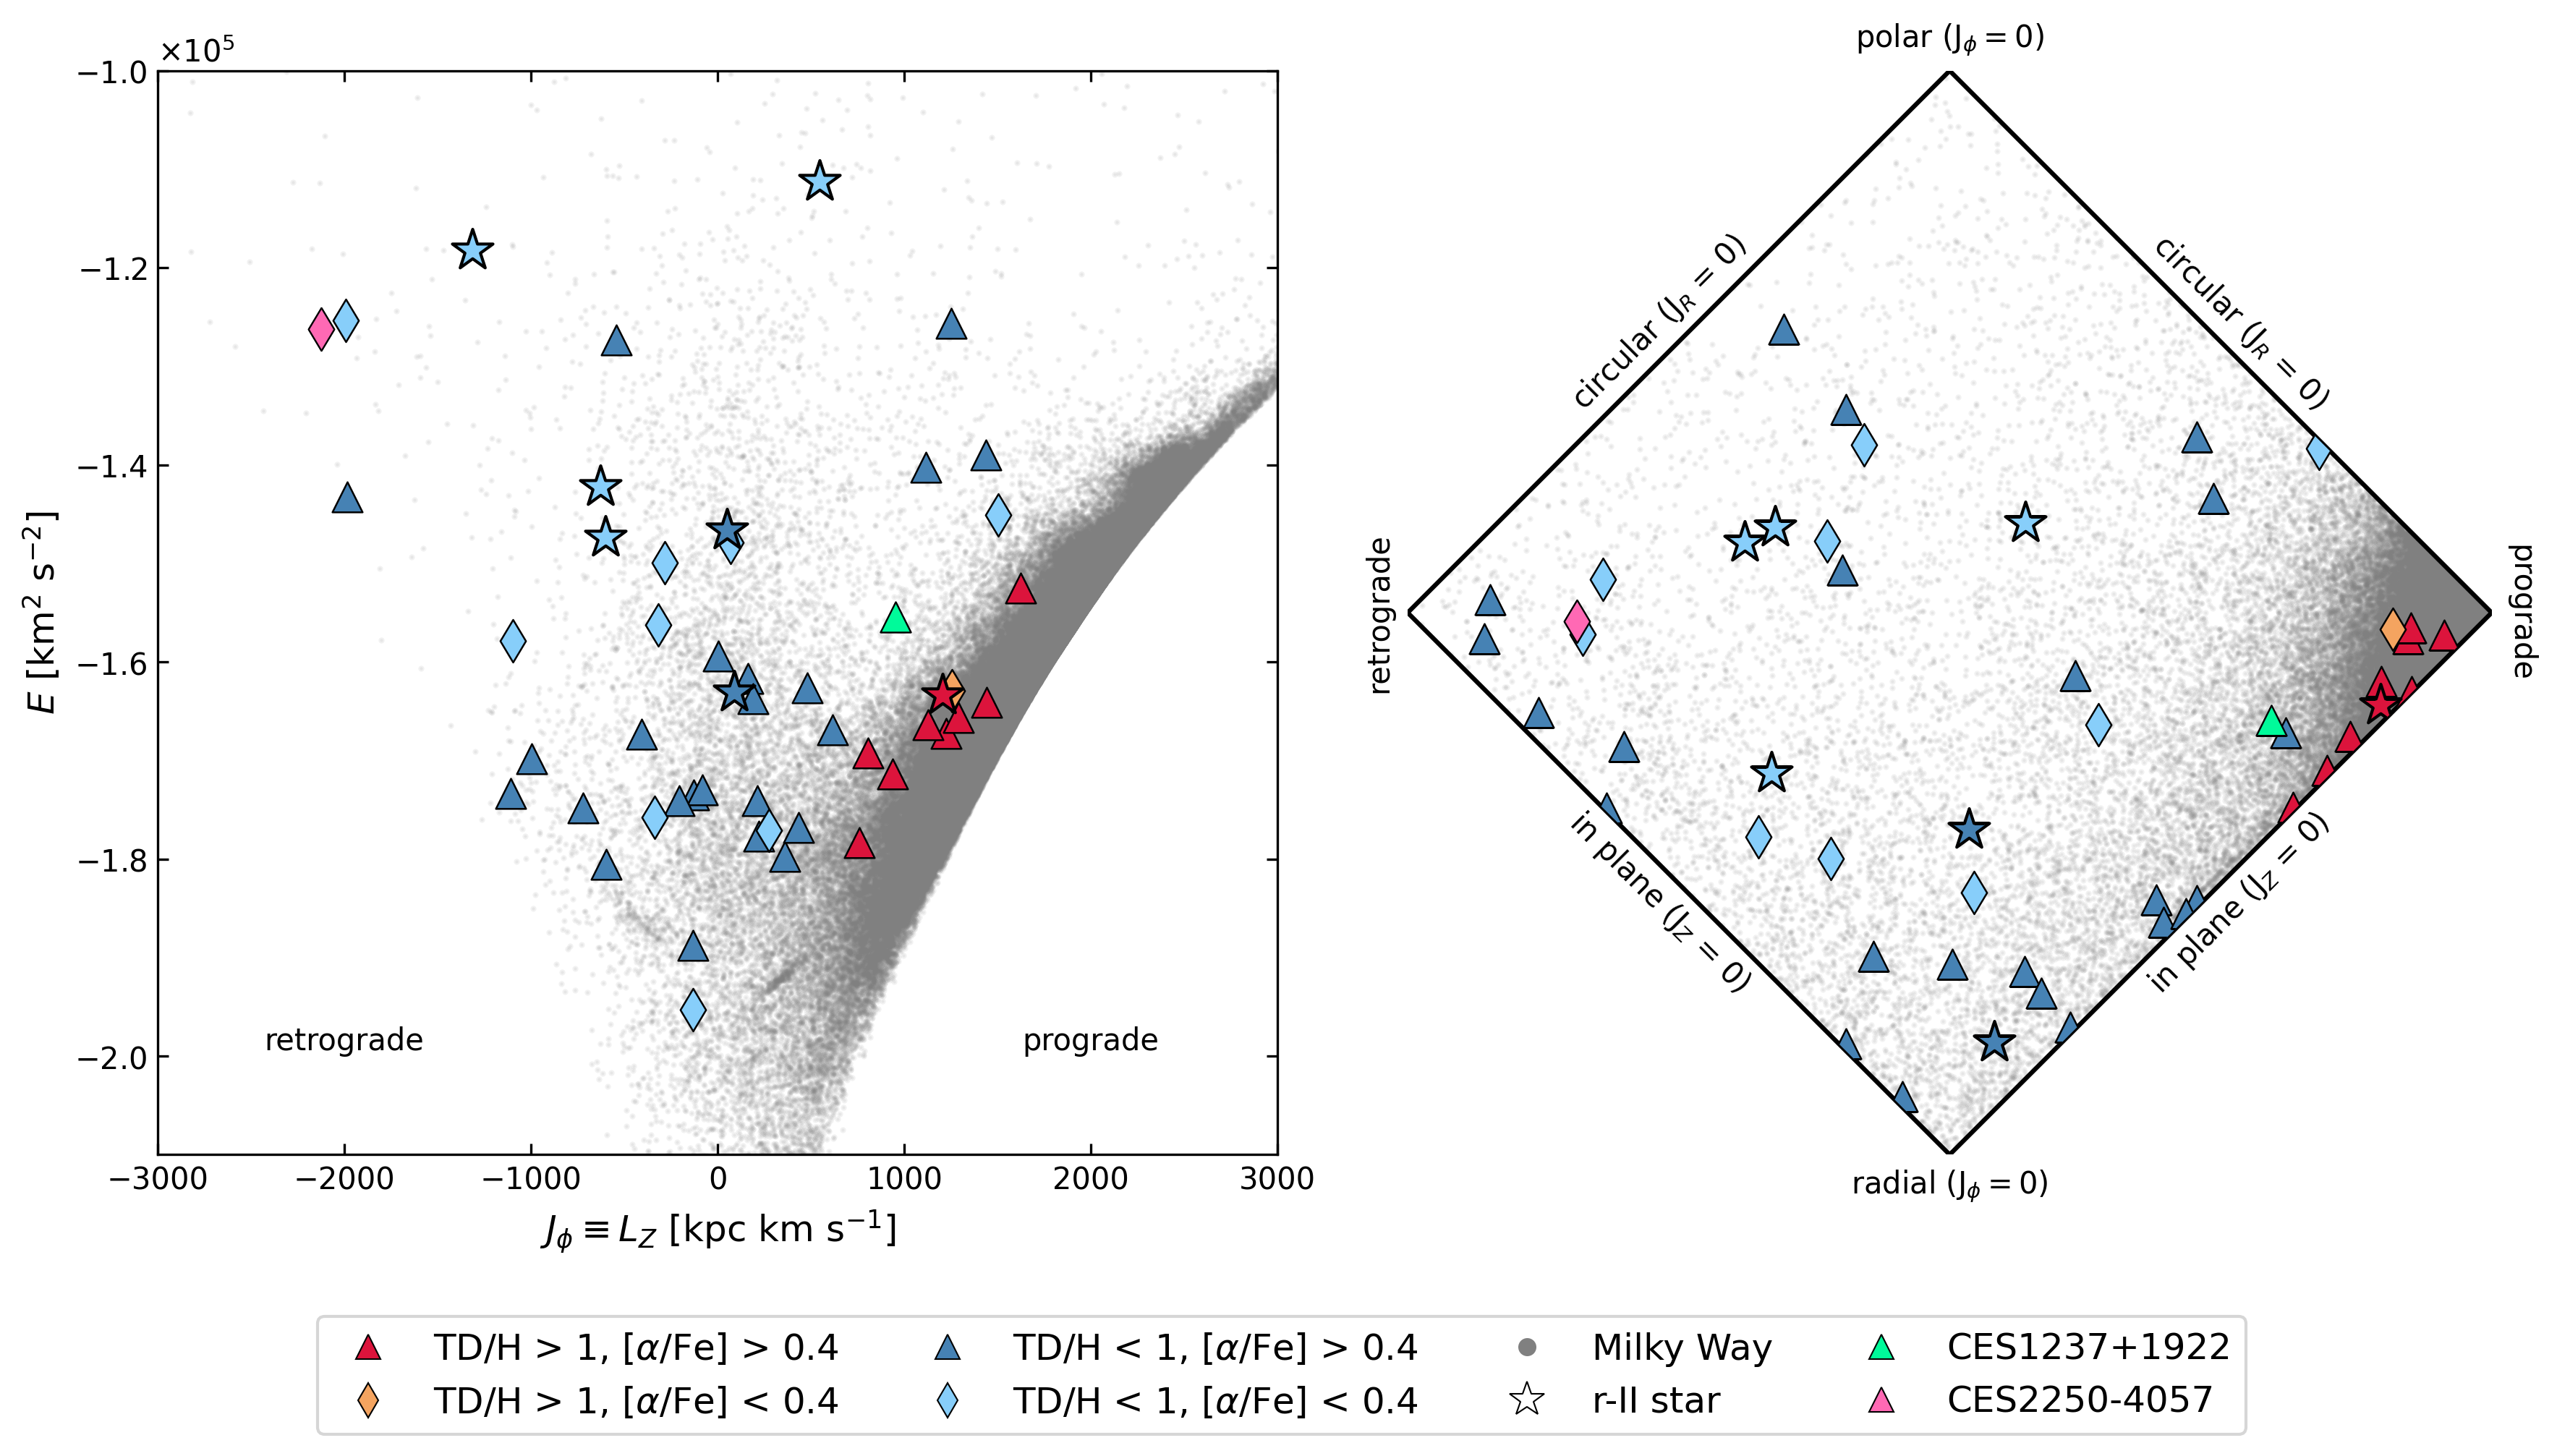 ×10⁵
−1.0
−1.2
−1.4
−1.6
−1.8
−2.0
E [km² s⁻²]
retrograde
prograde
−3000
−2000
−1000
0
1000
2000
3000
J_ϕ ≡ L_Z [kpc km s⁻¹]
polar (J_ϕ = 0)
circular (J_R = 0)
circular (J_R = 0)
retrograde
prograde
in plane (J_Z = 0)
in plane (J_Z = 0)
radial (J_ϕ = 0)
TD/H > 1, [α/Fe] > 0.4
TD/H < 1, [α/Fe] > 0.4
Milky Way
CES1237+1922
TD/H > 1, [α/Fe] < 0.4
TD/H < 1, [α/Fe] < 0.4
r-II star
CES2250-4057